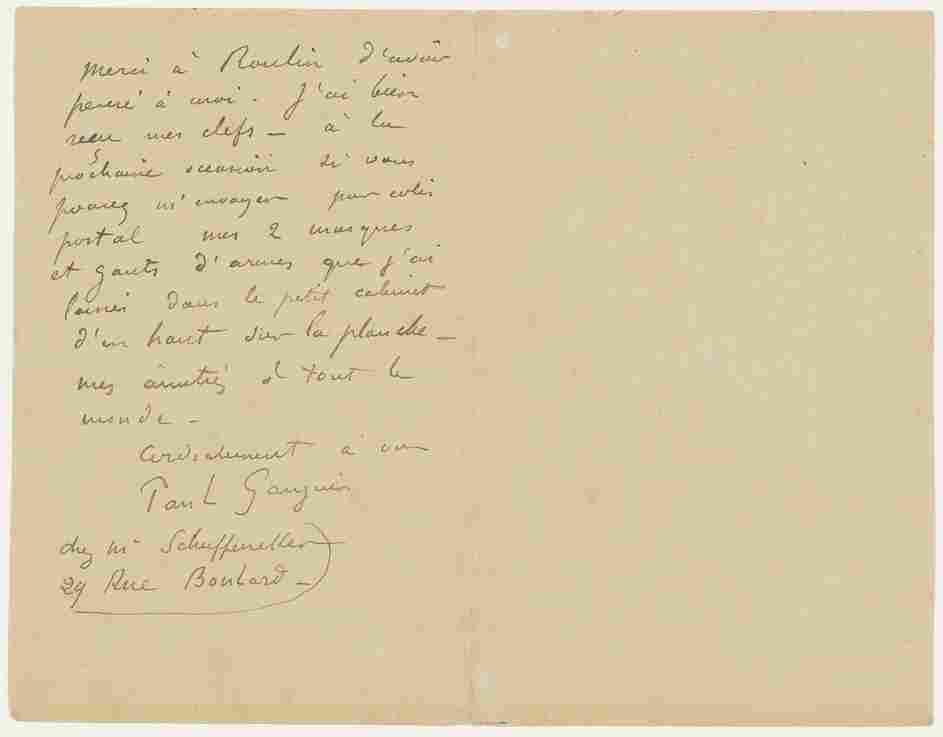 Merci à Roulin d'avoir
pensé à moi. J'ai bien
reçu mes clefs — à la
prochaine occasion si vous
pouvez m'envoyer par colis
postal mes 2 masques
et gants d'armes que j'ai
laissés dans le petit cabinet
d'en haut sur la planche —
mes amitiés à tout le
monde —
Cordialement à vous
Paul Gauguin
chez Mr Schuffenecker
29 Rue Boulard —